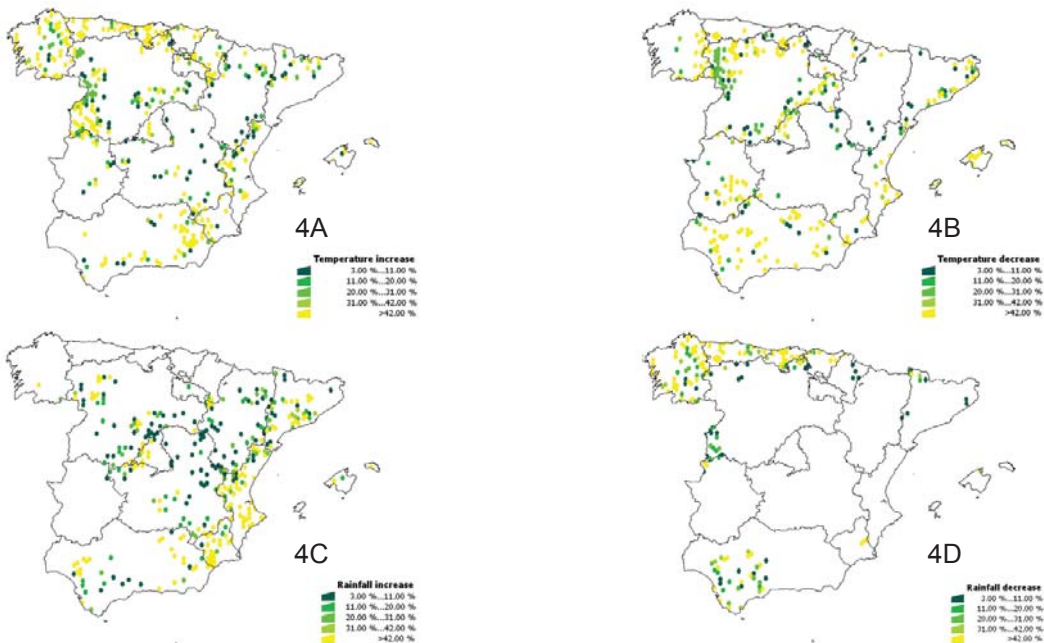 4A
Temperature increase
3.00 %...11.00 %
11.00 %...20.00 %
20.00 %...31.00 %
31.00 %...42.00 %
>42.00 %
4B
Temperature decrease
3.00 %...11.00 %
11.00 %...20.00 %
20.00 %...31.00 %
31.00 %...42.00 %
>42.00 %
4C
Rainfall increase
3.00 %...11.00 %
11.00 %...20.00 %
20.00 %...31.00 %
31.00 %...42.00 %
>42.00 %
4D
Rainfall decrease
3.00 %...11.00 %
11.00 %...20.00 %
20.00 %...31.00 %
31.00 %...42.00 %
>42.00 %